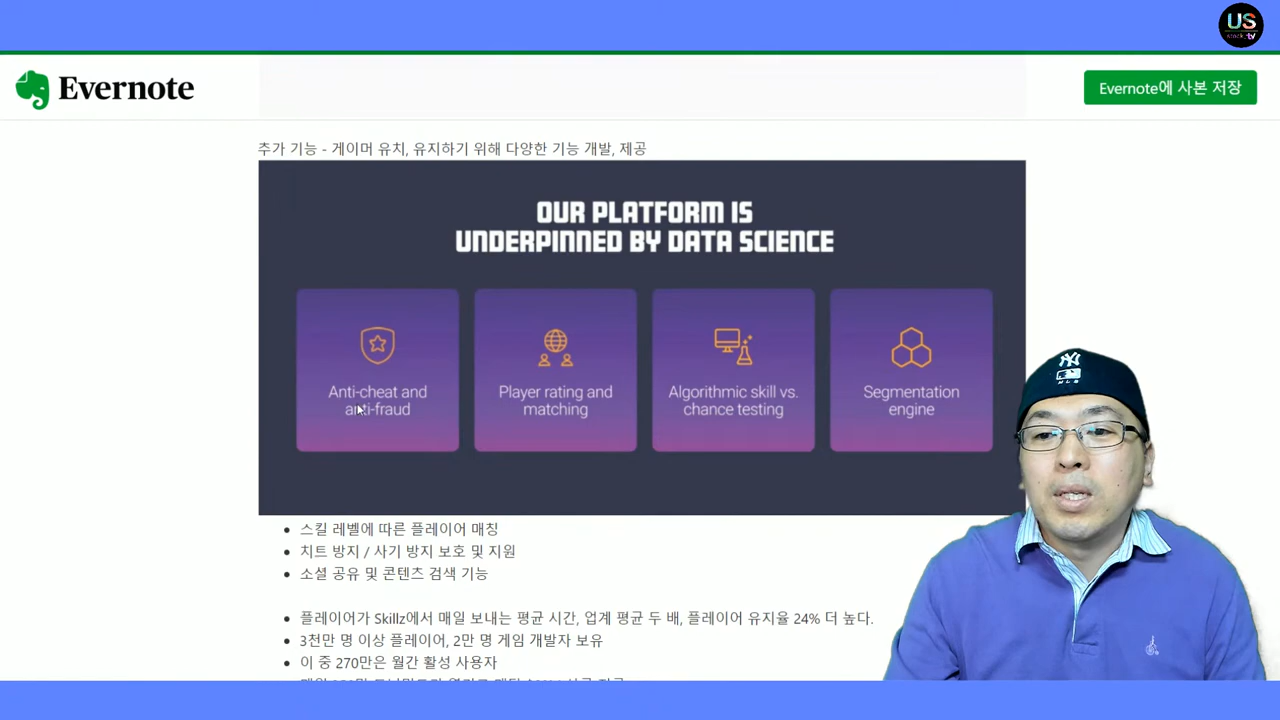 US
stock.tv
Evernote
Evernote에 사본 저장
추가 기능 - 게이머 유치, 유지하기 위해 다양한 기능 개발, 제공
OUR PLATFORM IS
UNDERPINNED BY DATA SCIENCE
Anti-cheat and
anti-fraud
Player rating and
matching
Algorithmic skill vs.
chance testing
Segmentation
engine
스킬 레벨에 따른 플레이어 매칭
치트 방지 / 사기 방지 보호 및 지원
소셜 공유 및 콘텐츠 검색 기능
플레이어가 Skillz에서 매일 보내는 평균 시간, 업계 평균 두 배, 플레이어 유지율 24% 더 높다.
3천만 명 이상 플레이어, 2만 명 게임 개발자 보유
이 중 270만은 월간 활성 사용자
NY